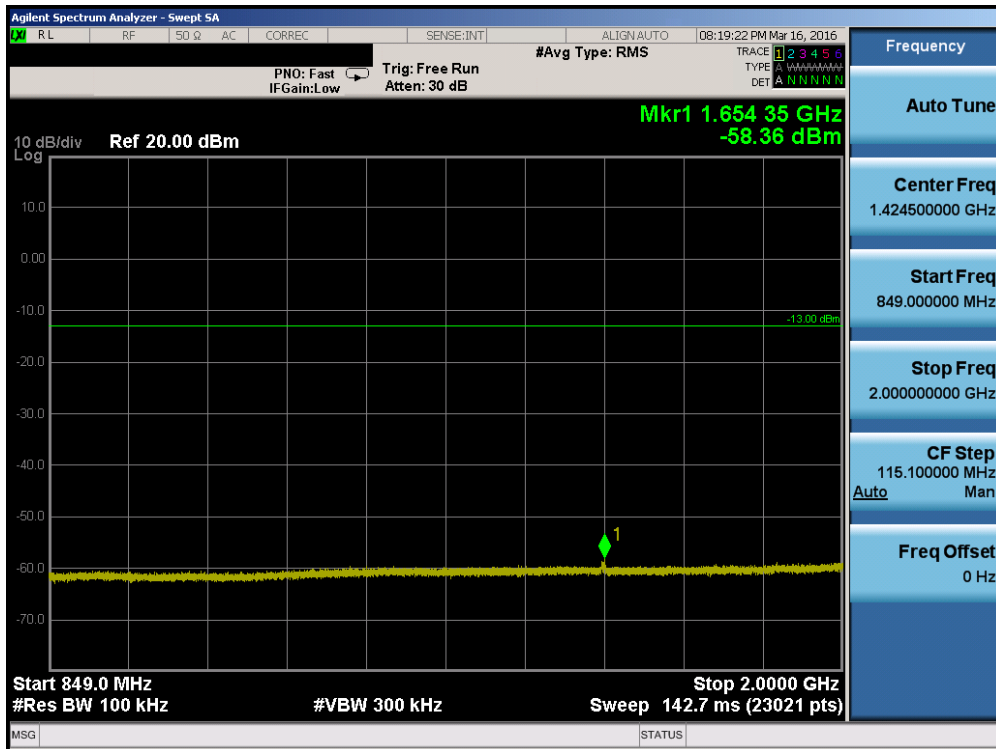 Agilent Spectrum Analyzer - Swept SA
LXI RL RF 50 Ω AC CORREC SENSE:INT ALIGN AUTO 08:19:22 PM Mar 16, 2016
#Avg Type: RMS TRACE 1 2 3 4 5 6
PNO: Fast Trig: Free Run TYPE A WWWWW
IFGain:Low Atten: 30 dB DET A N N N N N
Mkr1 1.654 35 GHz
-58.36 dBm
10 dB/div Ref 20.00 dBm
Log
10.0
0.00
-10.0
-13.00 dBm
-20.0
-30.0
-40.0
-50.0
1
-60.0
-70.0
Start 849.0 MHz Stop 2.0000 GHz
#Res BW 100 kHz #VBW 300 kHz Sweep 142.7 ms (23021 pts)
MSG STATUS
Frequency
Auto Tune
Center Freq
1.424500000 GHz
Start Freq
849.000000 MHz
Stop Freq
2.000000000 GHz
CF Step
115.100000 MHz
Auto Man
Freq Offset
0 Hz